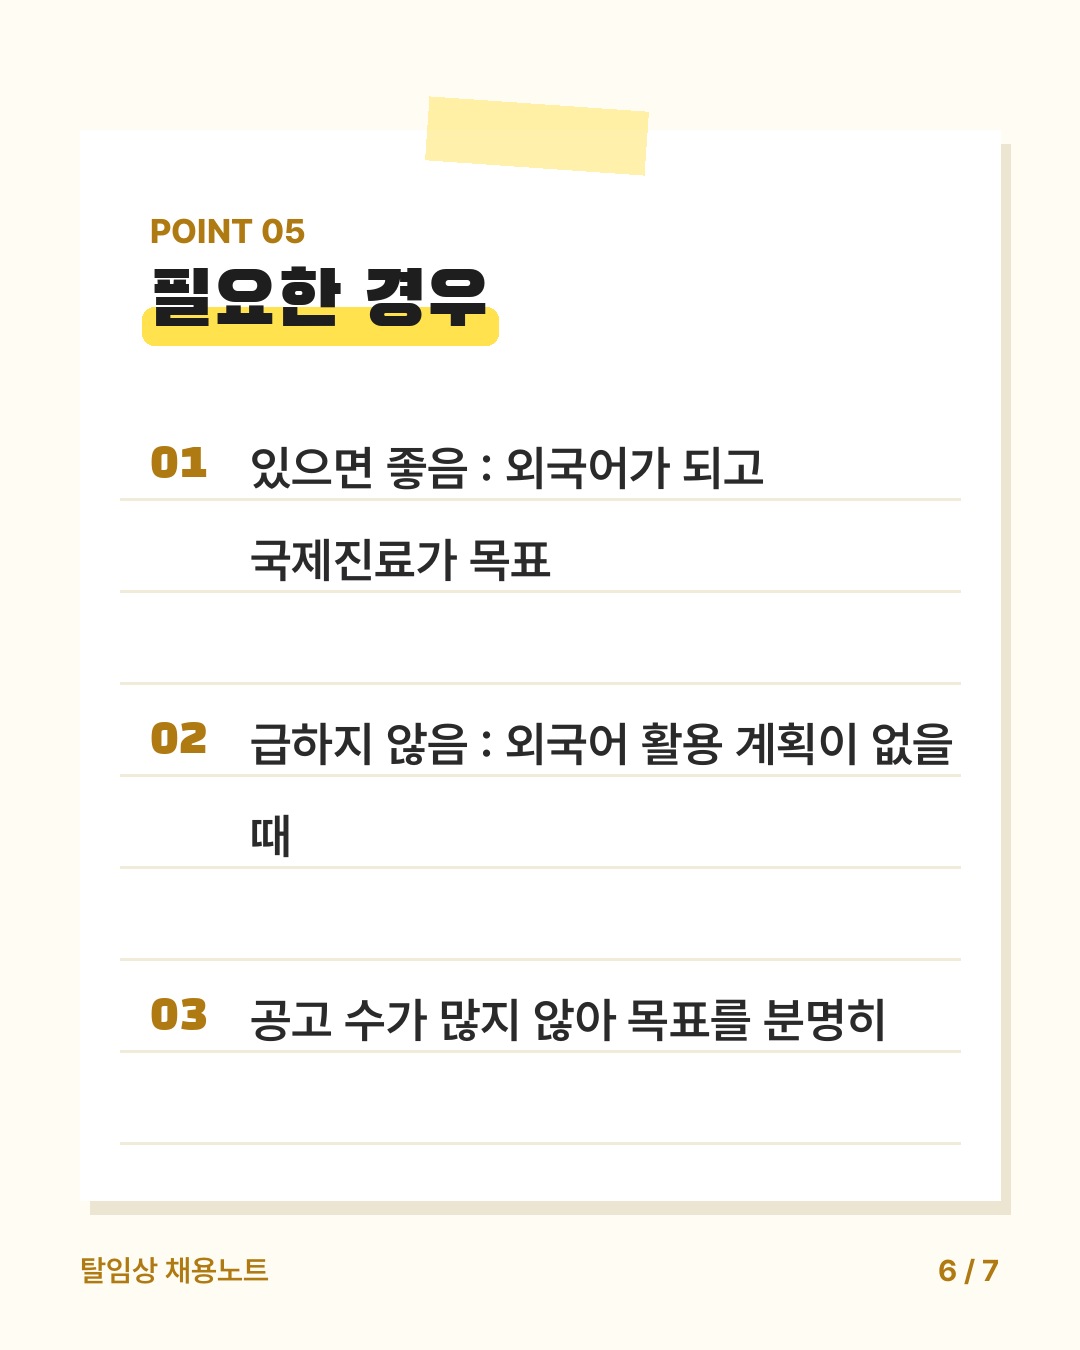 POINT 05
필요한 경우
01 있으면 좋음 : 외국어가 되고
국제진료가 목표
02 급하지 않음 : 외국어 활용 계획이 없을
때
03 공고 수가 많지 않아 목표를 분명히
탈임상 채용노트
6 / 7